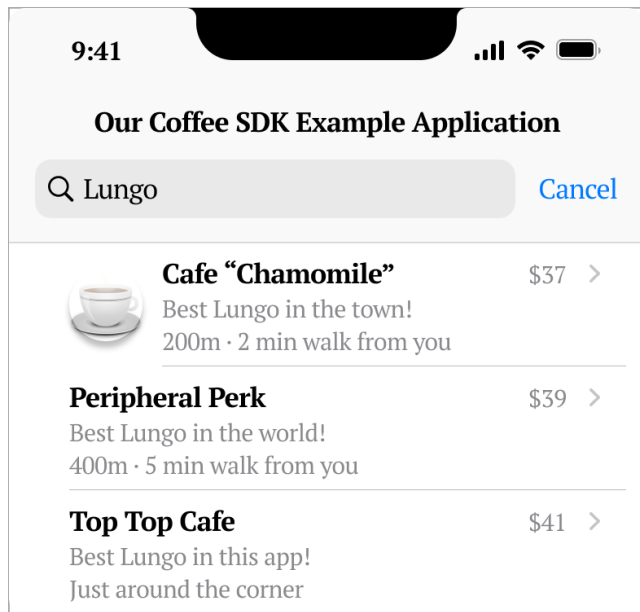 9:41
Our Coffee SDK Example Application
Lungo Cancel
Cafe “Chamomile” $37
Best Lungo in the town!
200m · 2 min walk from you
Peripheral Perk $39
Best Lungo in the world!
400m · 5 min walk from you
Top Top Cafe $41
Best Lungo in this app!
Just around the corner